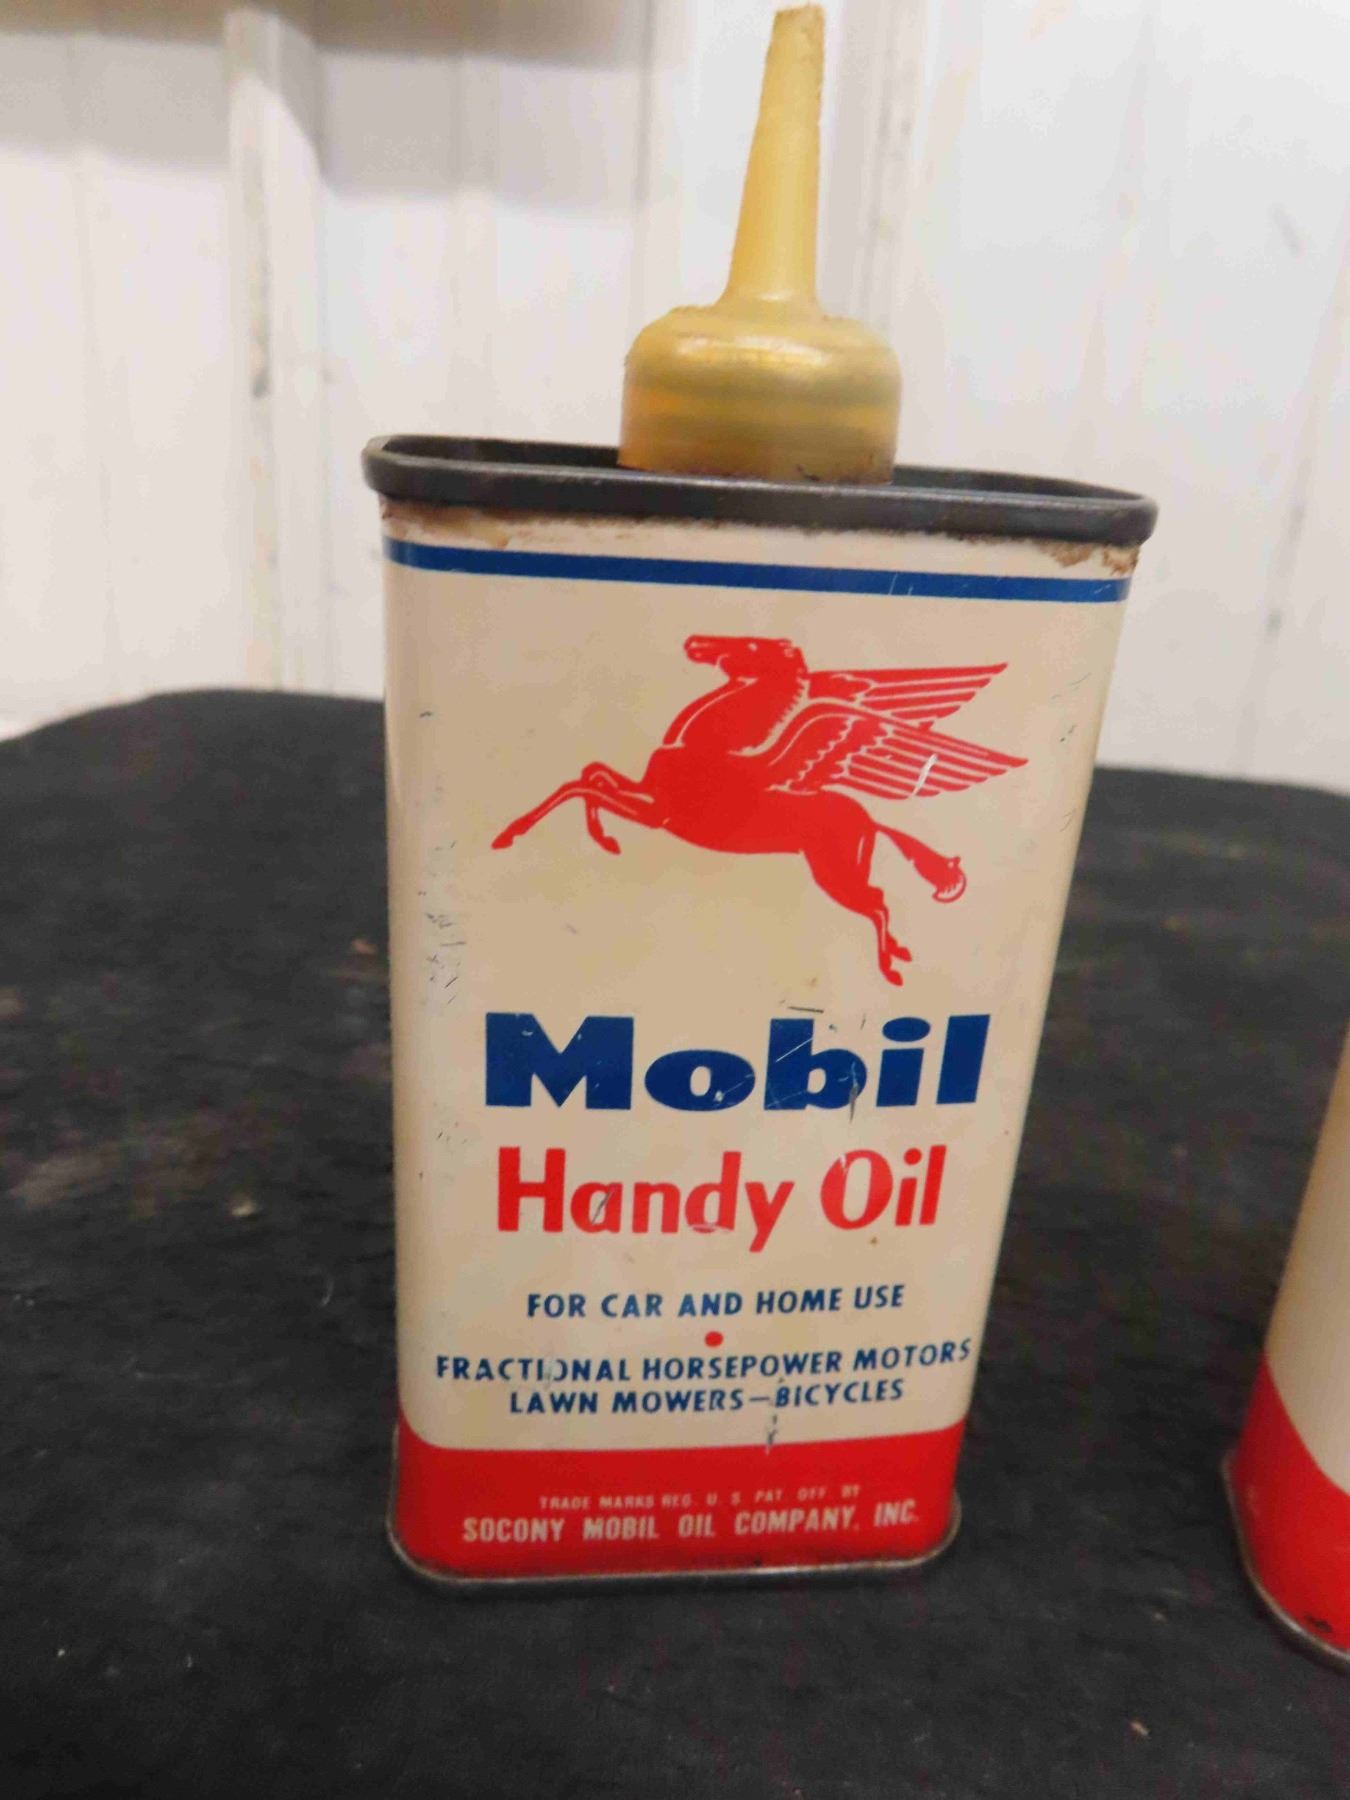 Mobil
Handy Oil
FOR CAR AND HOME USE
FRACTIONAL HORSEPOWER MOTORS
LAWN MOWERS—BICYCLES
TRADE MARKS REG. U. S. PAT. OFF. BY
SOCONY MOBIL OIL COMPANY, INC.